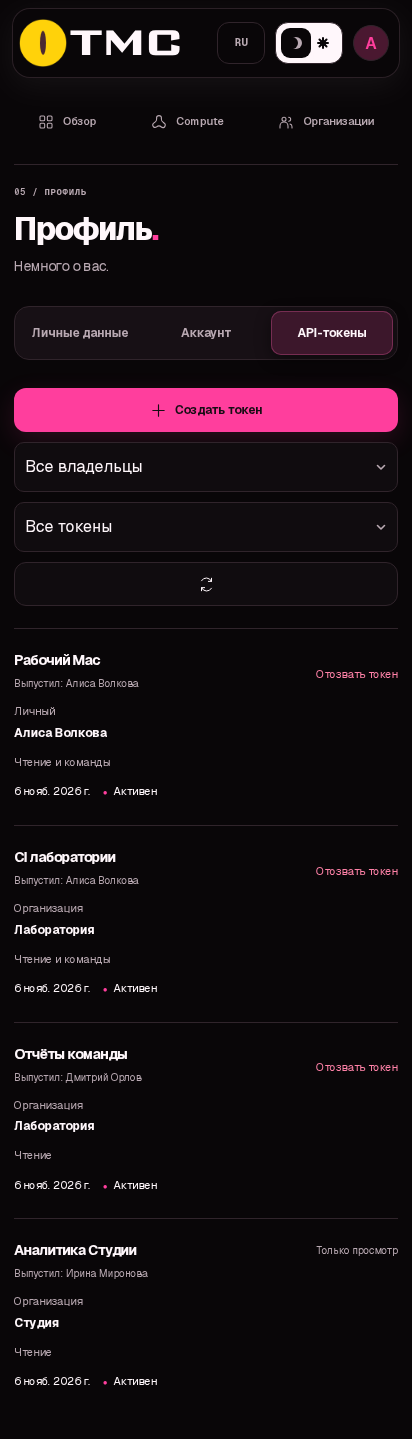 TMC
RU
A
Обзор
Compute
Организации
05 / ПРОФИЛЬ
Профиль.
Немного о вас.
Личные данные
Аккаунт
API-токены
Создать токен
Все владельцы
Все токены
Рабочий Mac
Отозвать токен
Выпустил: Алиса Волкова
Личный
Алиса Волкова
Чтение и команды
6 нояб. 2026 г. • Активен
CI лаборатории
Отозвать токен
Выпустил: Алиса Волкова
Организация
Лаборатория
Чтение и команды
6 нояб. 2026 г. • Активен
Отчёты команды
Отозвать токен
Выпустил: Дмитрий Орлов
Организация
Лаборатория
Чтение
6 нояб. 2026 г. • Активен
Аналитика Студии
Только просмотр
Выпустил: Ирина Миронова
Организация
Студия
Чтение
6 нояб. 2026 г. • Активен